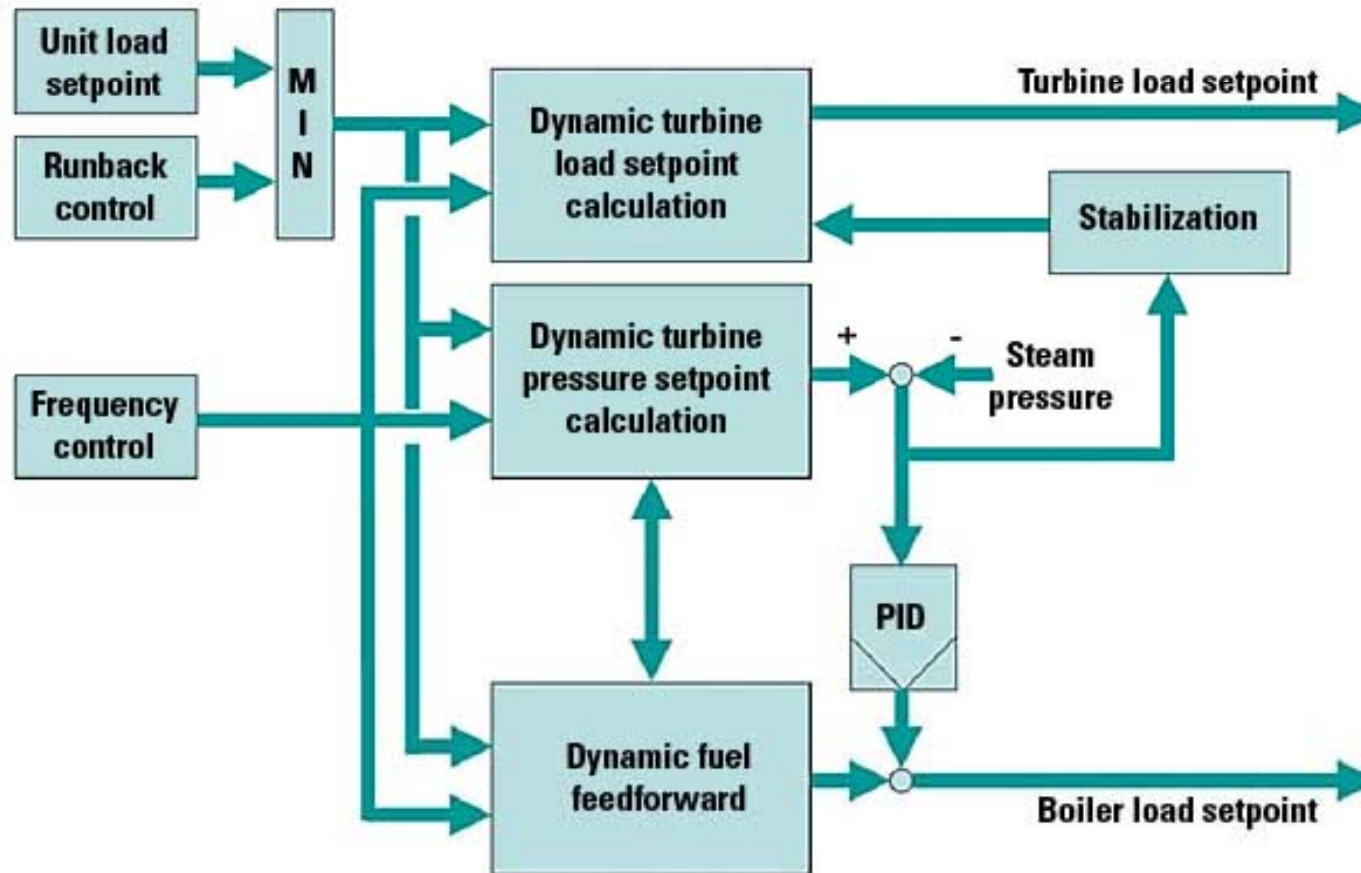 Unit load
setpoint
M
I
N
Runback
control
Dynamic turbine
load setpoint
calculation
Turbine load setpoint
Stabilization
Frequency
control
Dynamic turbine
pressure setpoint
calculation
+
-
Steam
pressure
PID
Dynamic fuel
feedforward
Boiler load setpoint